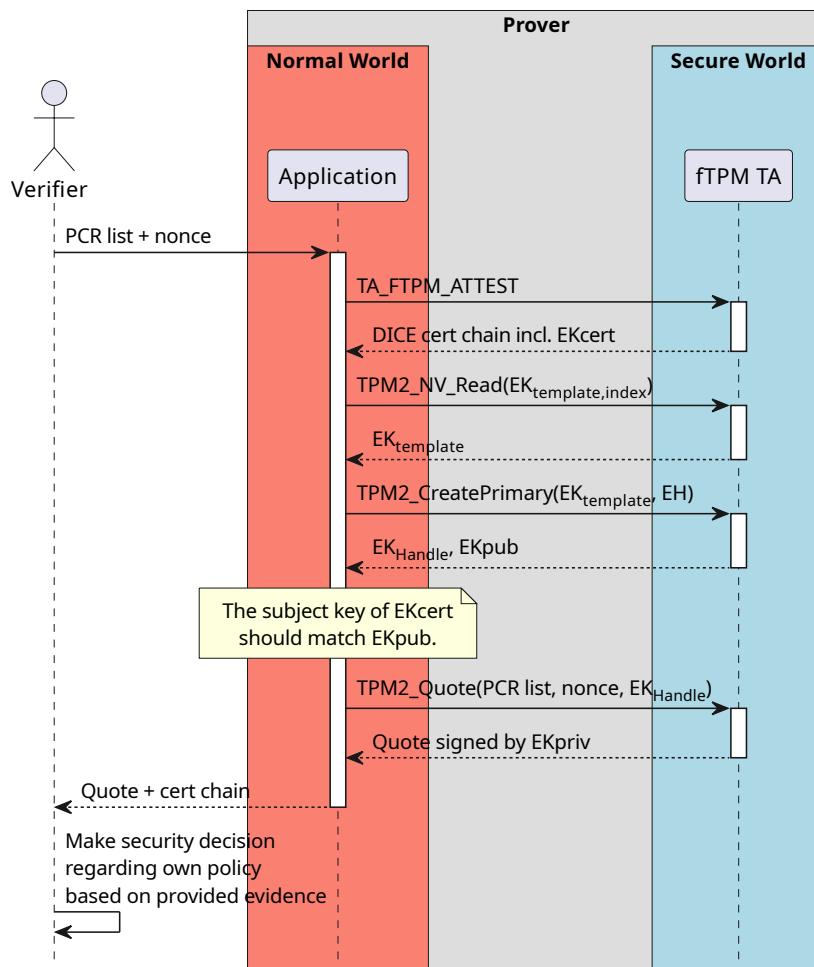 Prover
Normal World
Secure World
Verifier
Application
fTPM TA
PCR list + nonce
TA_FTPM_ATTEST
DICE cert chain incl. EKcert
TPM2_NV_Read(EKtemplate,index)
EKtemplate
TPM2_CreatePrimary(EKtemplate, EH)
EKHandle, EKpub
The subject key of EKcert
should match EKpub.
TPM2_Quote(PCR list, nonce, EKHandle)
Quote signed by EKpriv
Quote + cert chain
Make security decision
regarding own policy
based on provided evidence